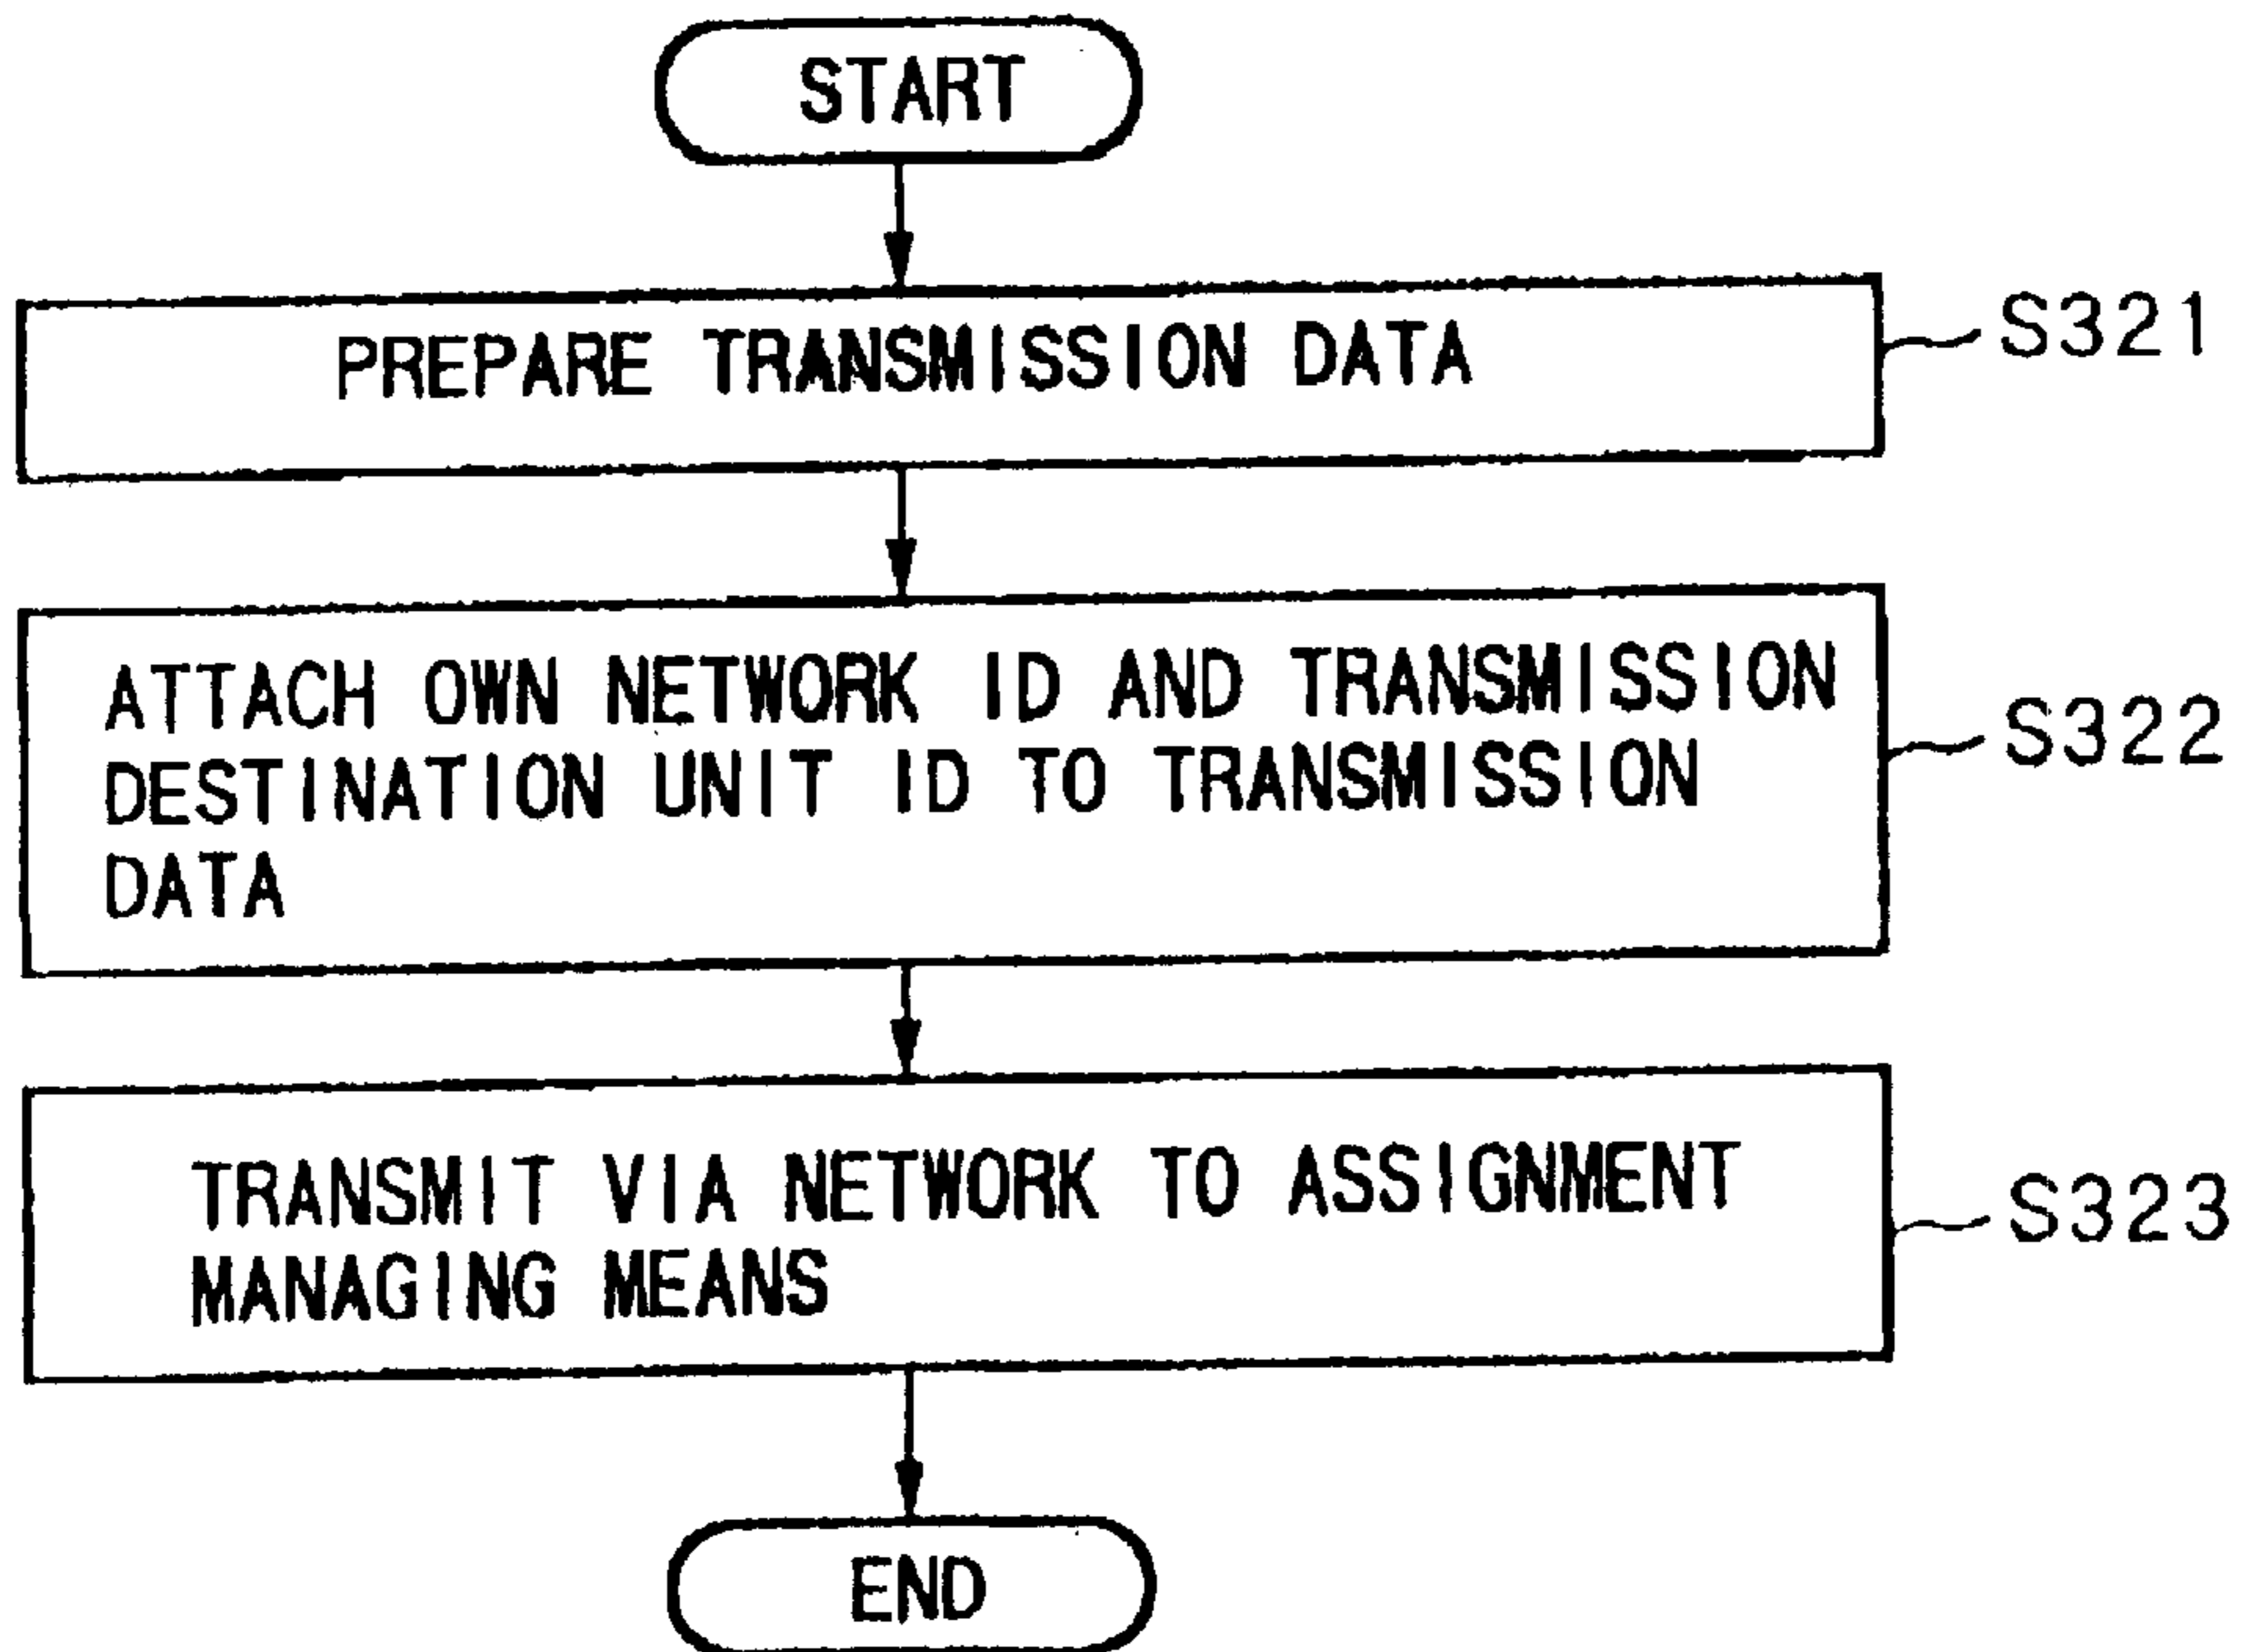 START
PREPARE TRANSMISSION DATA
S321
ATTACH OWN NETWORK ID AND TRANSMISSION
DESTINATION UNIT ID TO TRANSMISSION
DATA
S322
TRANSMIT VIA NETWORK TO ASSIGNMENT
MANAGING MEANS
S323
END